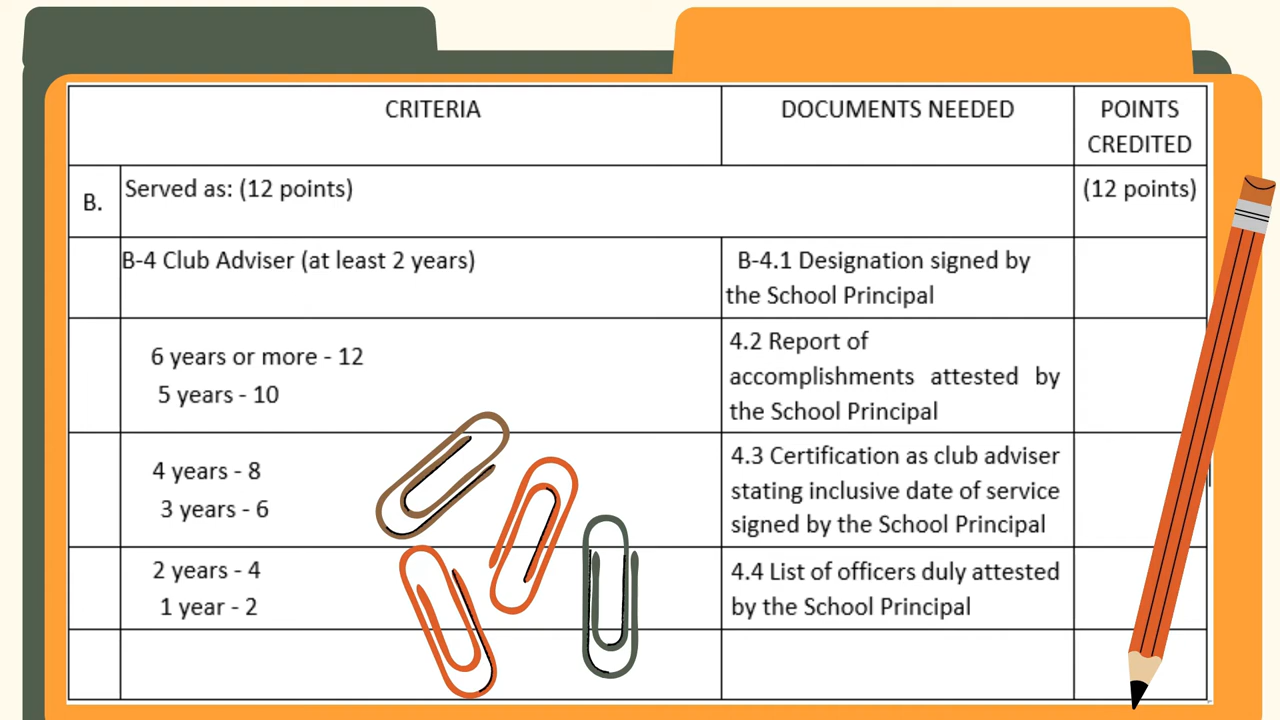 CRITERIA
DOCUMENTS NEEDED
POINTS
CREDITED
B.
Served as: (12 points)
(12 points)
B-4 Club Adviser (at least 2 years)
B-4.1 Designation signed by
the School Principal
6 years or more - 12
5 years - 10
4.2 Report of
accomplishments attested by
the School Principal
4 years - 8
3 years - 6
4.3 Certification as club adviser
stating inclusive date of service
signed by the School Principal
2 years - 4
1 year - 2
4.4 List of officers duly attested
by the School Principal